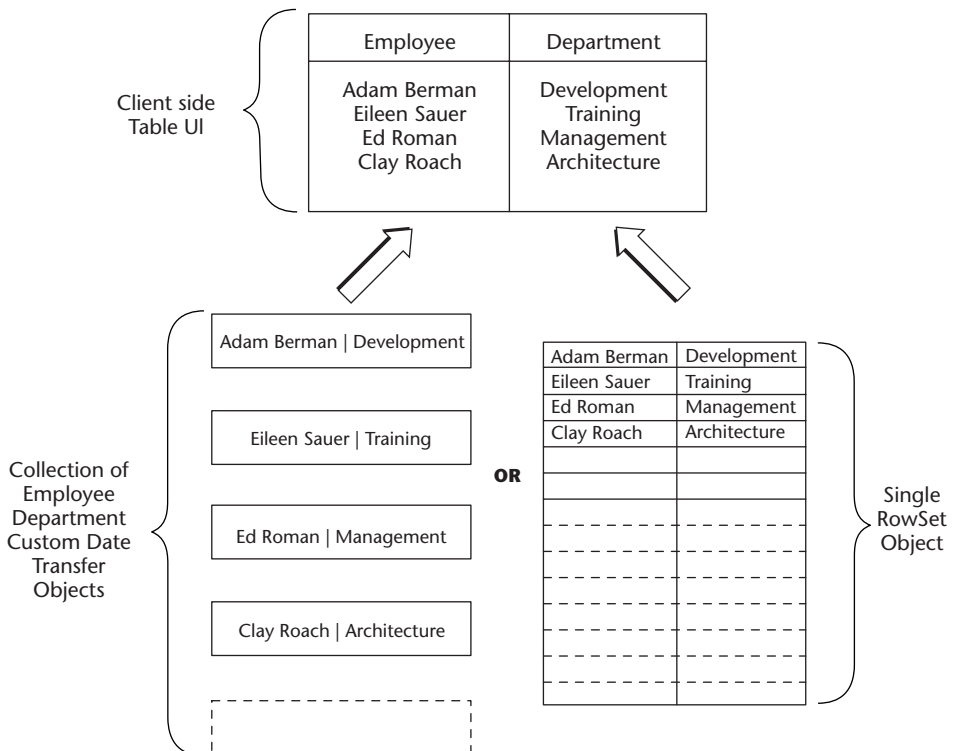 Employee
Department
Client side
Table UI
Adam Berman
Eileen Sauer
Ed Roman
Clay Roach
Development
Training
Management
Architecture
Collection of
Employee
Department
Custom Date
Transfer
Objects
Adam Berman | Development
Eileen Sauer | Training
Ed Roman | Management
Clay Roach | Architecture
OR
Adam Berman Development
Eileen Sauer Training
Ed Roman Management
Clay Roach Architecture
Single
RowSet
Object